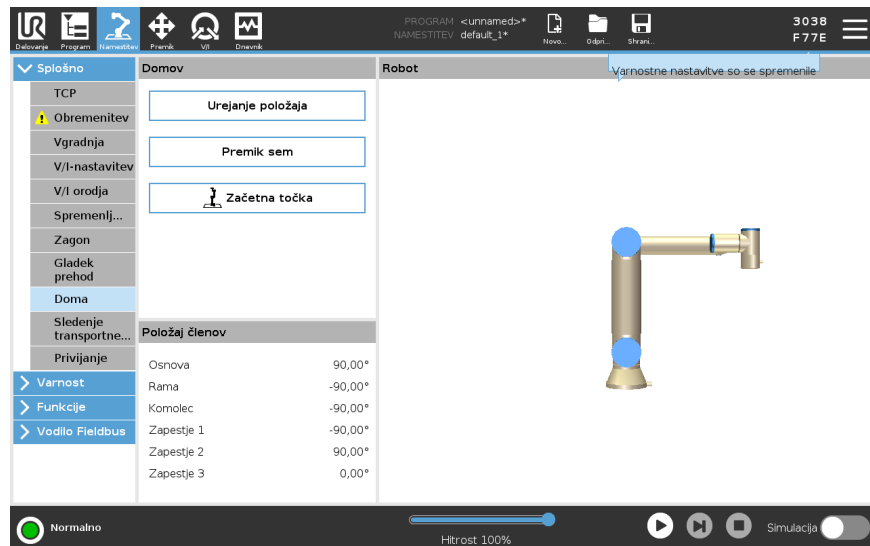 UR
PROGRAM <unnamed>*
NAMESTITEV default_1*
3038
F77E
Delovanje Program Namestitev Premik V/I Dnevnik Novo... Odpri... Shrani...
Splošno
TCP
Obremenitev
Vgradnja
V/I-nastavitev
V/I orodja
Spremenlj...
Zagon
Gladek
prehod
Doma
Sledenje
transportne...
Privijanje
Varnost
Funkcije
Vodilo Fieldbus
Domov
Urejanje položaja
Premik sem
Začetna točka
Položaj členov
Osnova 90,00°
Rama -90,00°
Komolec -90,00°
Zapestje 1 -90,00°
Zapestje 2 90,00°
Zapestje 3 0,00°
Robot
Varnostne nastavitve so se spremenile
Normalno
Hitrost 100%
Simulacija